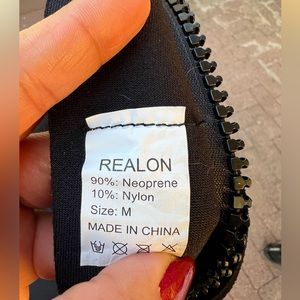 REALON
90%: Neoprene
10%: Nylon
Size: M
MADE IN CHINA